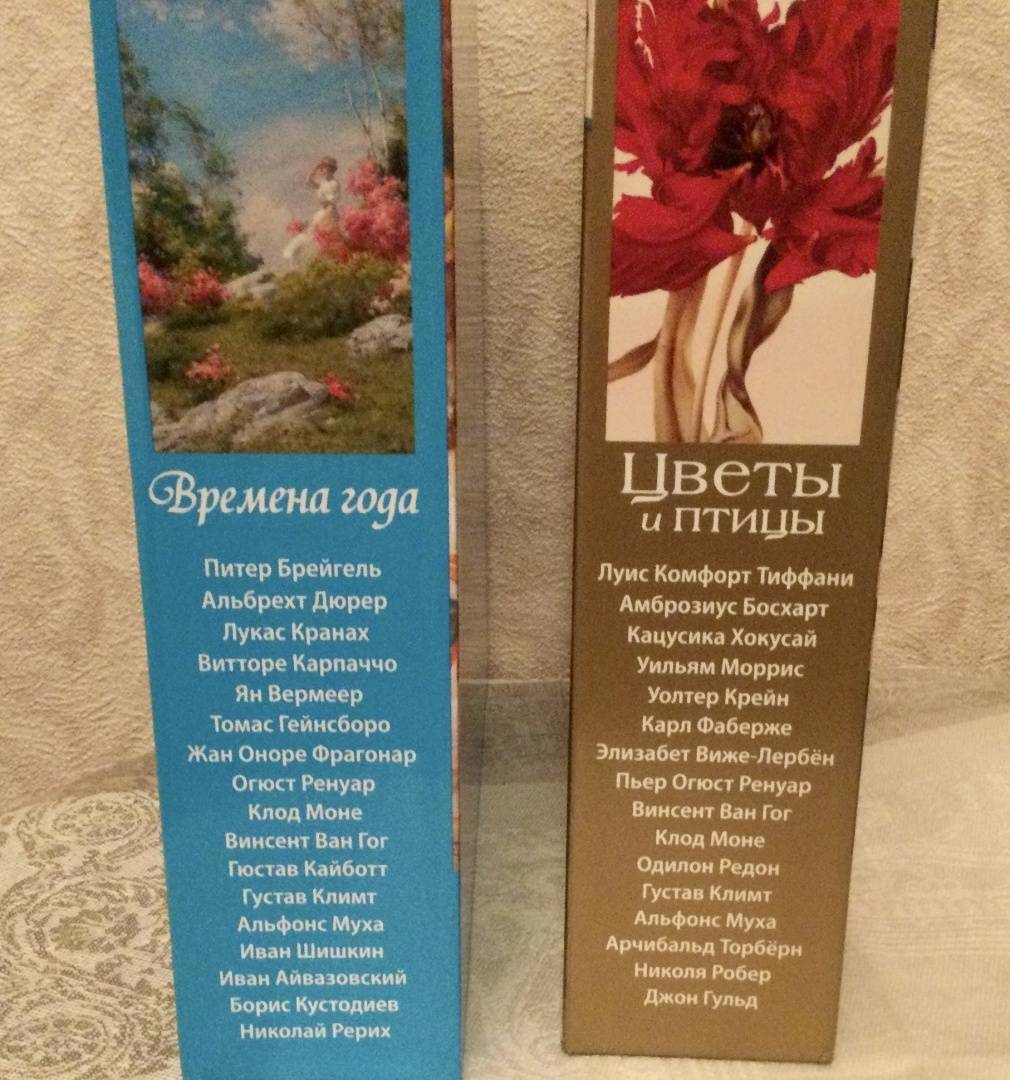 Времена года
Питер Брейгель
Альбрехт Дюрер
Лукас Кранах
Витторе Карпаччо
Ян Вермеер
Томас Гейнсборо
Жан Оноре Фрагонар
Огюст Ренуар
Клод Моне
Винсент Ван Гог
Гюстав Кайботт
Густав Климт
Альфонс Муха
Иван Шишкин
Иван Айвазовский
Борис Кустодиев
Николай Рерих
Цветы
и птицы
Луис Комфорт Тиффани
Амброзиус Босхарт
Кацусика Хокусай
Уильям Моррис
Уолтер Крейн
Карл Фаберже
Элизабет Виже-Лербён
Пьер Огюст Ренуар
Винсент Ван Гог
Клод Моне
Одилон Редон
Густав Климт
Альфонс Муха
Арчибальд Торбёрн
Николя Робер
Джон Гульд